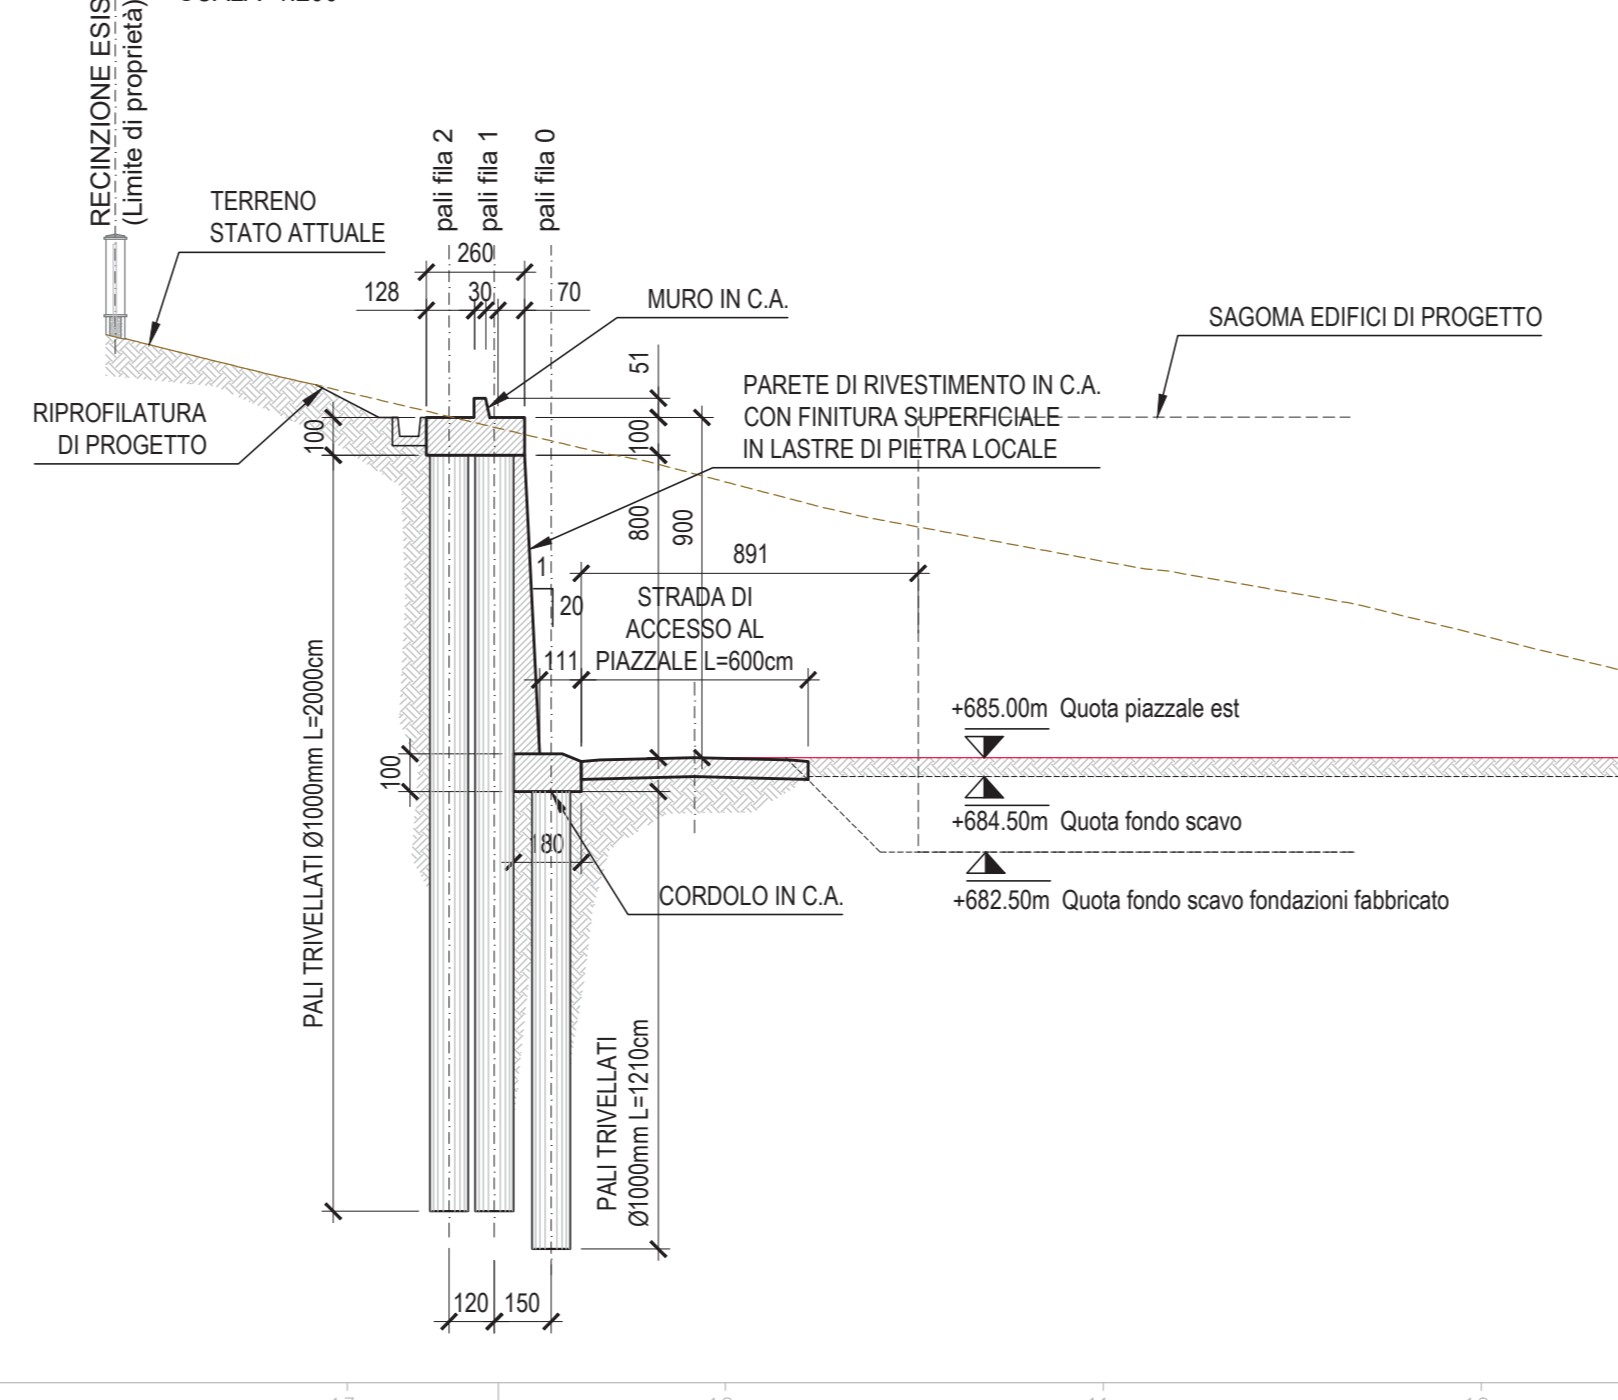 RECINZIONE ESIS
(Limite di proprietà)
TERRENO
STATO ATTUALE
pali fila 2
pali fila 1
pali fila 0
260
128
30
70
MURO IN C.A.
SAGOMA EDIFICI DI PROGETTO
51
PARETE DI RIVESTIMENTO IN C.A.
CON FINITURA SUPERFICIALE
IN LASTRE DI PIETRA LOCALE
RIPROFILATURA
DI PROGETTO
100
100
800
900
891
1
20
STRADA DI
ACCESSO AL
PIAZZALE L=600cm
111
+685.00m Quota piazzale est
100
+684.50m Quota fondo scavo
180
CORDOLO IN C.A.
+682.50m Quota fondo scavo fondazioni fabbricato
PALI TRIVELLATI Ø1000mm L=2000cm
PALI TRIVELLATI
Ø1000mm L=1210cm
120
150